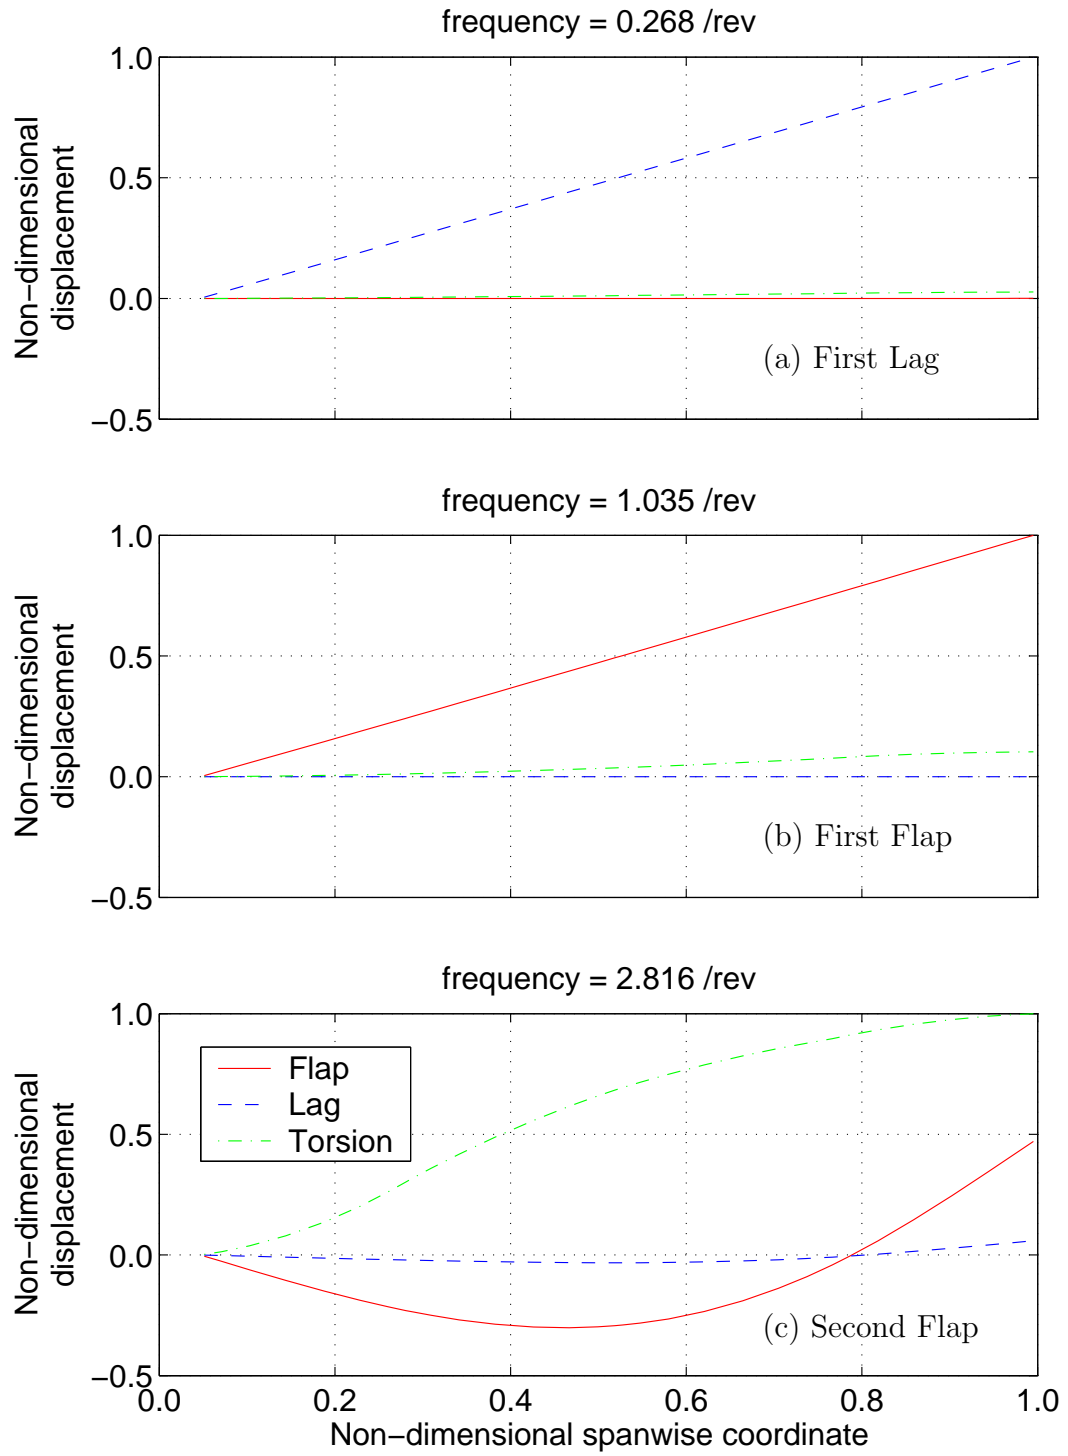 frequency = 0.268 /rev
1.0
0.5
0.0
−0.5
Non−dimensional
displacement
(a) First Lag
frequency = 1.035 /rev
1.0
0.5
0.0
−0.5
Non−dimensional
displacement
(b) First Flap
frequency = 2.816 /rev
1.0
0.5
0.0
−0.5
Non−dimensional
displacement
Flap
Lag
Torsion
(c) Second Flap
0.0 0.2 0.4 0.6 0.8 1.0
Non−dimensional spanwise coordinate